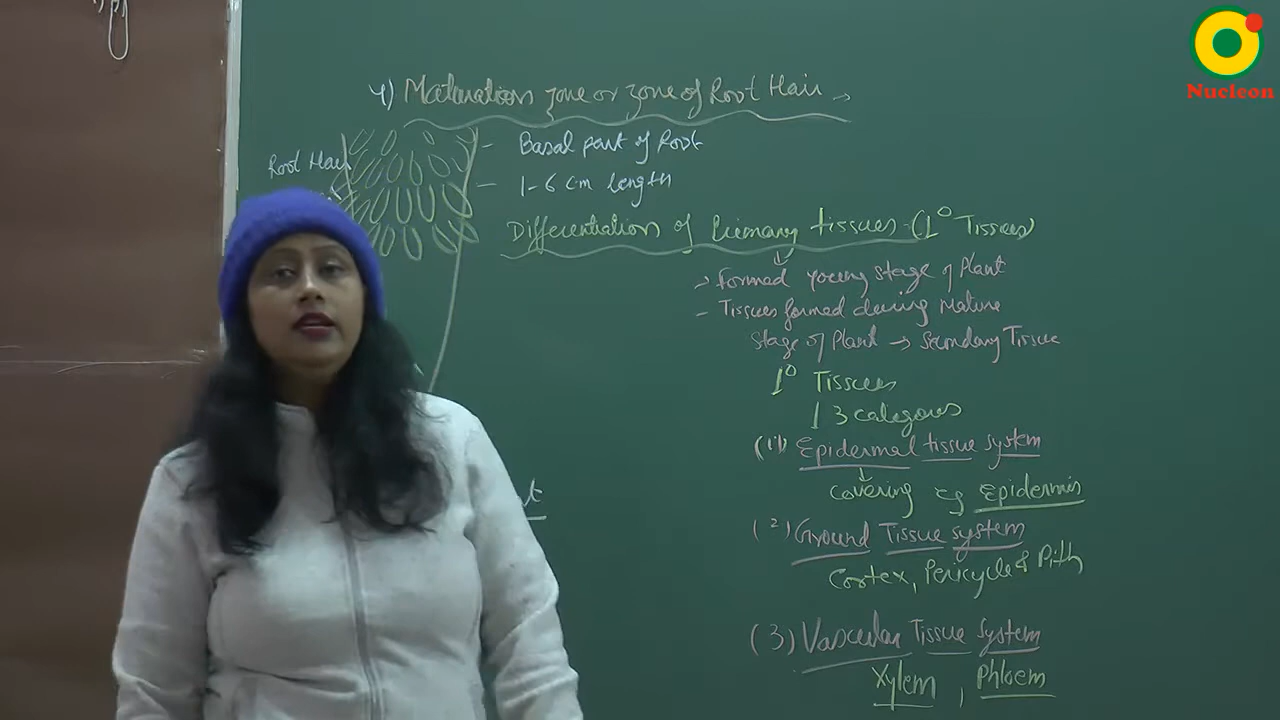 Nucleon
4) Maturation zone or zone of Root Hair →
Root Hair
- Basal part of Root
- 1-6 cm length
Differentiation of Primary tissues (1° Tissues)
→ Formed young stage of Plant
- Tissues formed during Mature
stage of Plant → Secondary Tissue
1° Tissues
3 categous
(1) Epidermal tissue system
covering eg Epidermis
(2) Ground Tissue system
Cortex, Pericycle & Pith
(3) Vascular Tissue System
Xylem, Phloem